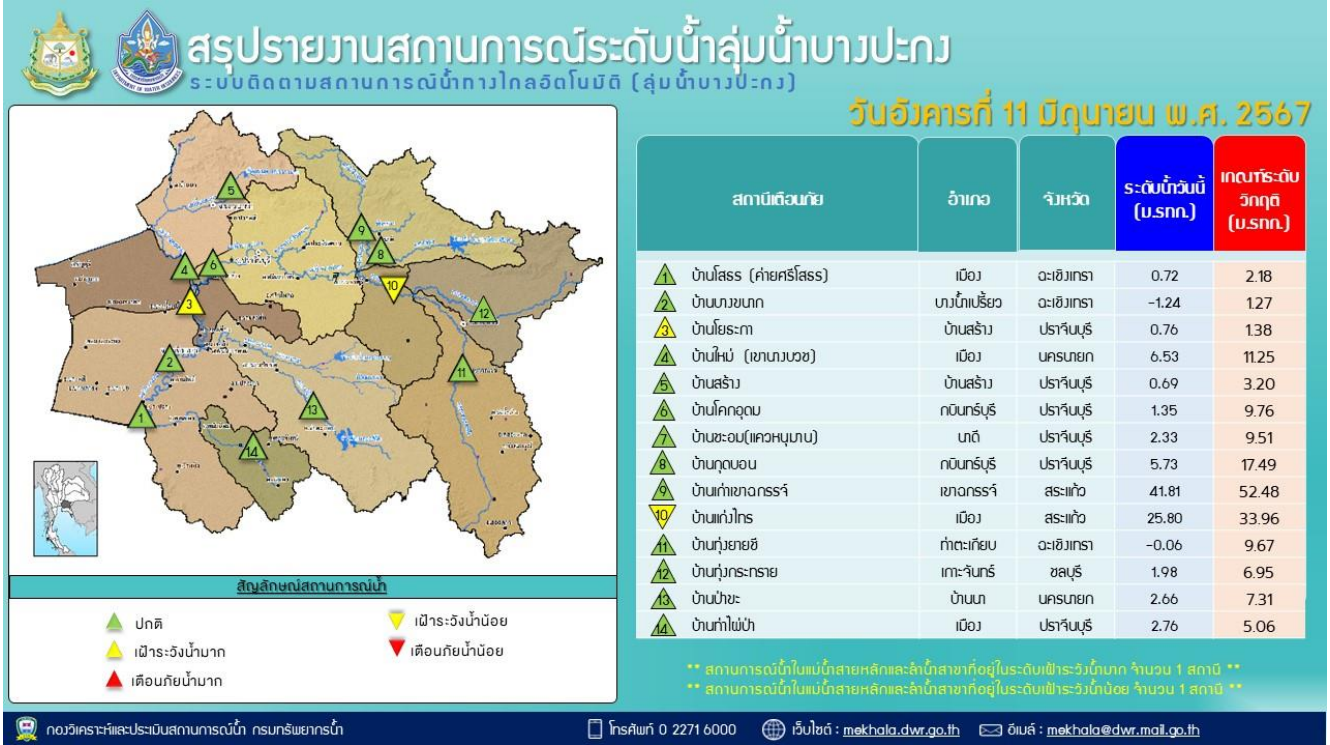 สรุปรายงานสถานการณ์ระดับน้ำลุ่มน้ำบางปะกง
ระบบติดตามสถานการณ์น้ำทางไกลอัตโนมัติ (ลุ่มน้ำบางปะกง)
วันอังคารที่ 11 มิถุนายน พ.ศ. 2567
5
9
8
4
6
10
3
12
2
11
13
1
14
สัญลักษณ์สถานการณ์น้ำ
ปกติ
เฝ้าระวังน้ำน้อย
เฝ้าระวังน้ำมาก
เตือนภัยน้ำน้อย
เตือนภัยน้ำมาก
สถานีเตือนภัย อำเภอ จังหวัด ระดับน้ำวันนี้ (ม.รทก.) เกณฑ์ระดับวิกฤติ (ม.รทก.)
1 บ้านโสธร (ค่ายศรีโสธร) เมือง ฉะเชิงเทรา 0.72 2.18
2 บ้านบางขนาก บางน้ำเปรี้ยว ฉะเชิงเทรา -1.24 1.27
3 บ้านโยธะกา บ้านสร้าง ปราจีนบุรี 0.76 1.38
4 บ้านใหม่ (เขานางบวช) เมือง นครนายก 6.53 11.25
5 บ้านสร้าง บ้านสร้าง ปราจีนบุรี 0.69 3.20
6 บ้านโคกอุดม กบินทร์บุรี ปราจีนบุรี 1.35 9.76
7 บ้านซะอม(แควหนุมาน) นาดี ปราจีนบุรี 2.33 9.51
8 บ้านกุดบอน กบินทร์บุรี ปราจีนบุรี 5.73 17.49
9 บ้านเก่าเขาฉกรรจ์ เขาฉกรรจ์ สระแก้ว 41.81 52.48
10 บ้านแก่งไทร เมือง สระแก้ว 25.80 33.96
11 บ้านทุ่งยายชี ท่าตะเกียบ ฉะเชิงเทรา -0.06 9.67
12 บ้านทุ่งกระทราย เกาะจันทร์ ชลบุรี 1.98 6.95
13 บ้านป่าขะ บ้านนา นครนายก 2.66 7.31
14 บ้านท่าไผ่ป่า เมือง ปราจีนบุรี 2.76 5.06
** สถานการณ์น้ำในแม่น้ำสายหลักและลำน้ำสาขาที่อยู่ในระดับเฝ้าระวังน้ำมาก จำนวน 1 สถานี **
** สถานการณ์น้ำในแม่น้ำสายหลักและลำน้ำสาขาที่อยู่ในระดับเฝ้าระวังน้ำน้อย จำนวน 1 สถานี **
กองวิเคราะห์และประเมินสถานการณ์น้ำ กรมทรัพยากรน้ำ โทรศัพท์ 0 2271 6000 เว็บไซต์ : mekhala.dwr.go.th อีเมล์ : mekhala@dwr.mail.go.th